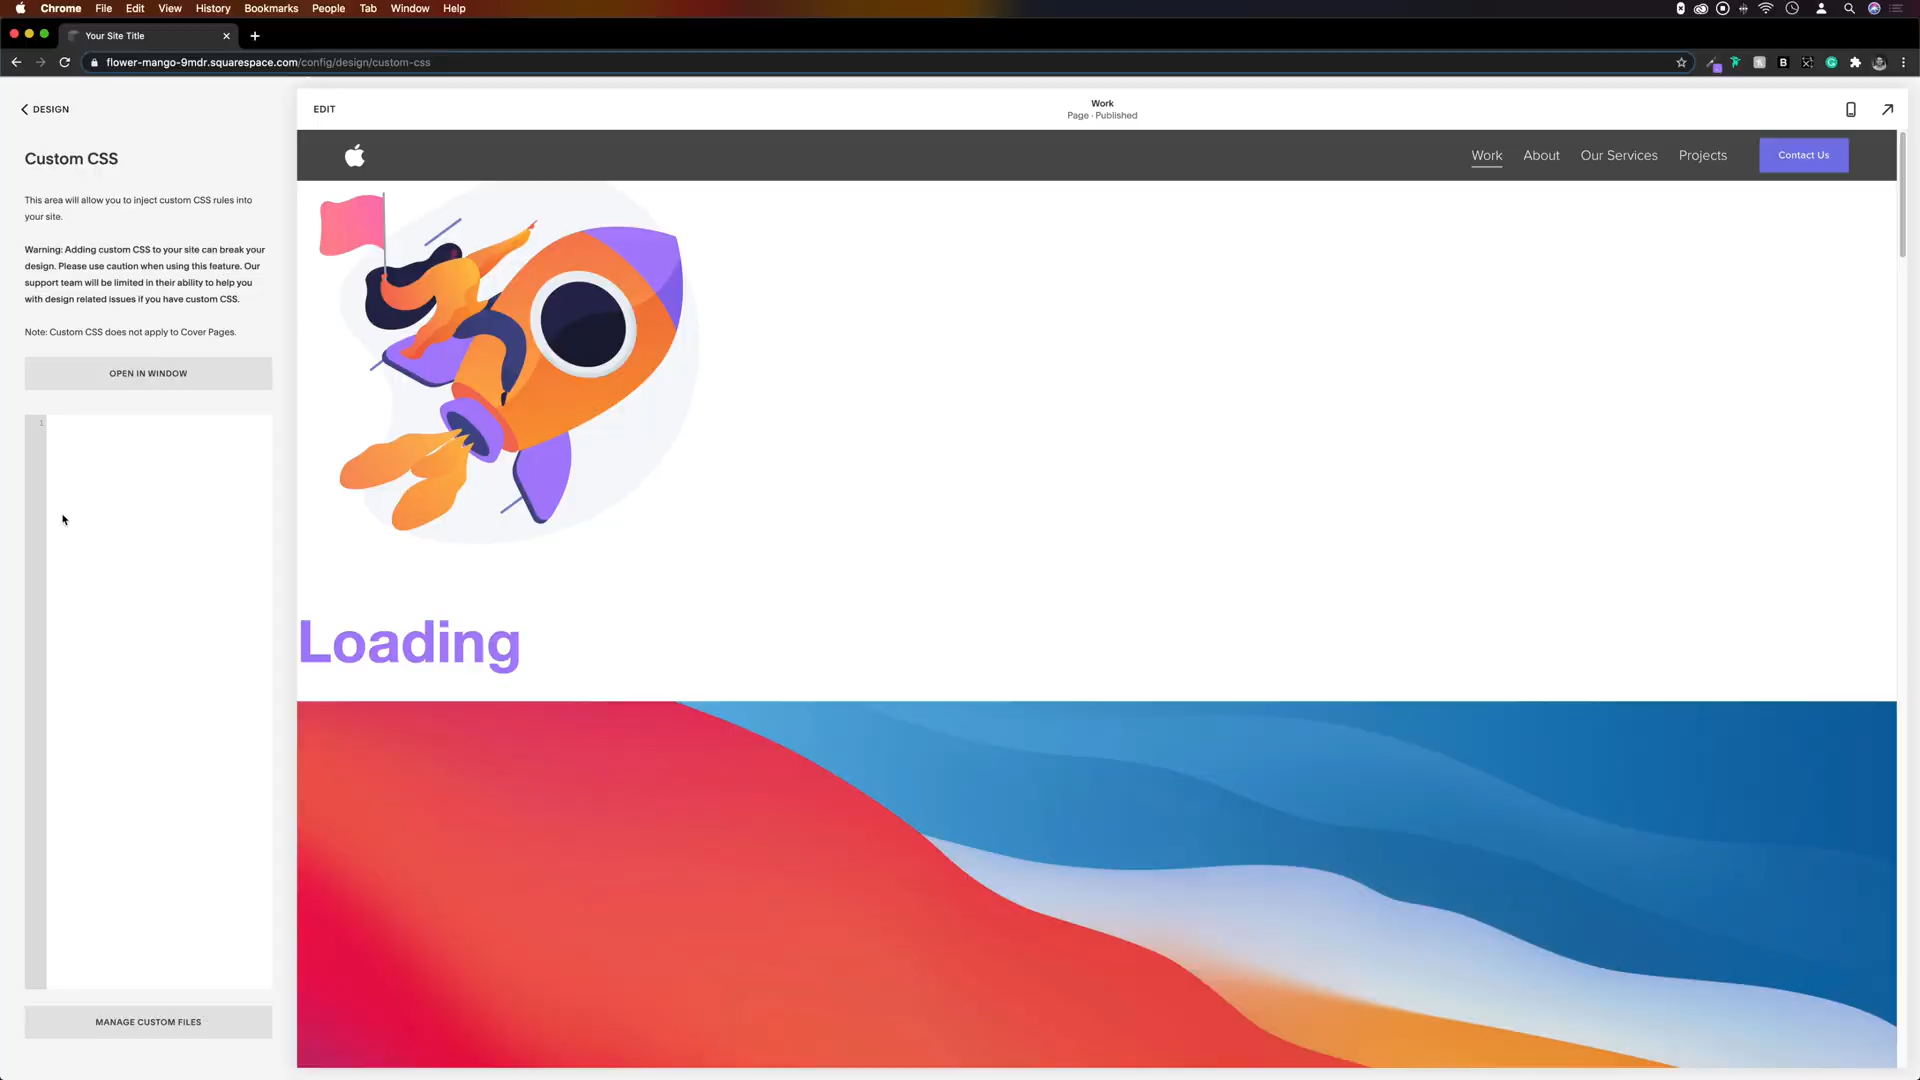 Chrome File Edit View History Bookmarks People Tab Window Help
Your Site Title
flower-mango-9mdr.squarespace.com/config/design/custom-css
DESIGN
Custom CSS
This area will allow you to inject custom CSS rules into
your site.
Warning: Adding custom CSS to your site can break your
design. Please use caution when using this feature. Our
support team will be limited in their ability to help you
with design related issues if you have custom CSS.
Note: Custom CSS does not apply to Cover Pages.
OPEN IN WINDOW
1
MANAGE CUSTOM FILES
EDIT
Work
Page · Published
Work About Our Services Projects Contact Us
Loading